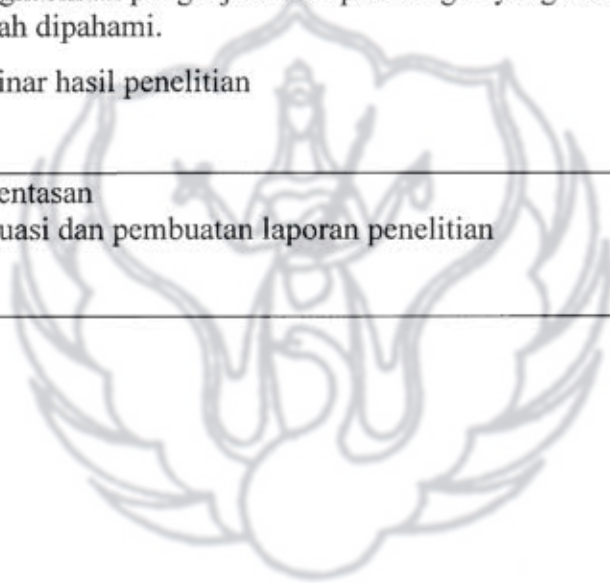 ah dipahami.
inar hasil penelitian
entasan
uasi dan pembuatan laporan penelitian